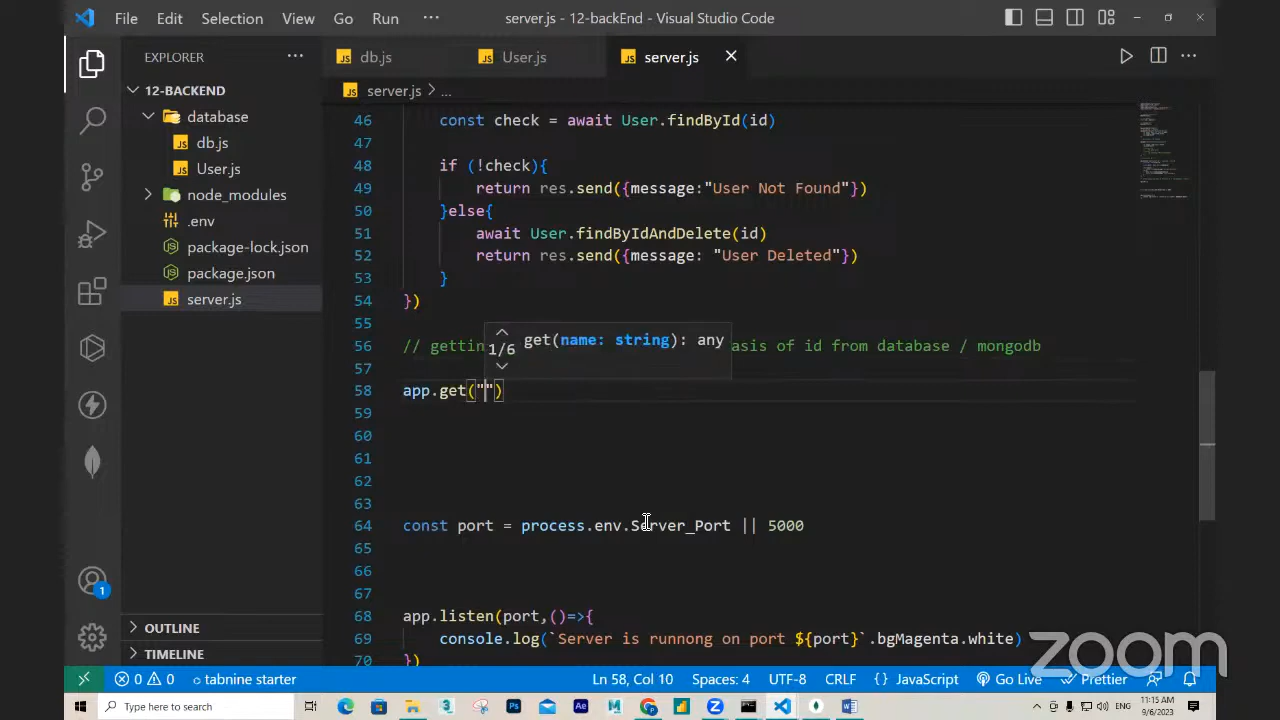 File Edit Selection View Go Run ··· server.js - 12-backEnd - Visual Studio Code
EXPLORER ··· db.js User.js server.js
12-BACKEND server.js > ...
database
db.js
User.js
node_modules
.env
package-lock.json
package.json
server.js
46 const check = await User.findById(id)
47
48 if (!check){
49 return res.send({message:"User Not Found"})
50 }else{
51 await User.findByIdAndDelete(id)
52 return res.send({message: "User Deleted"})
53 }
54 })
55
1/6 get(name: string): any
56 // gettin asis of id from database / mongodb
57
58 app.get("")
59
60
61
62
63
64 const port = process.env.Server_Port || 5000
65
66
67
68 app.listen(port,()=>{
69 console.log(`Server is runnong on port ${port}`.bgMagenta.white)
70 })
1
OUTLINE
TIMELINE
zoom
0 0 tabnine starter Ln 58, Col 10 Spaces: 4 UTF-8 CRLF {} JavaScript Go Live Prettier
Type here to search ENG 11:15 AM 9/6/2023